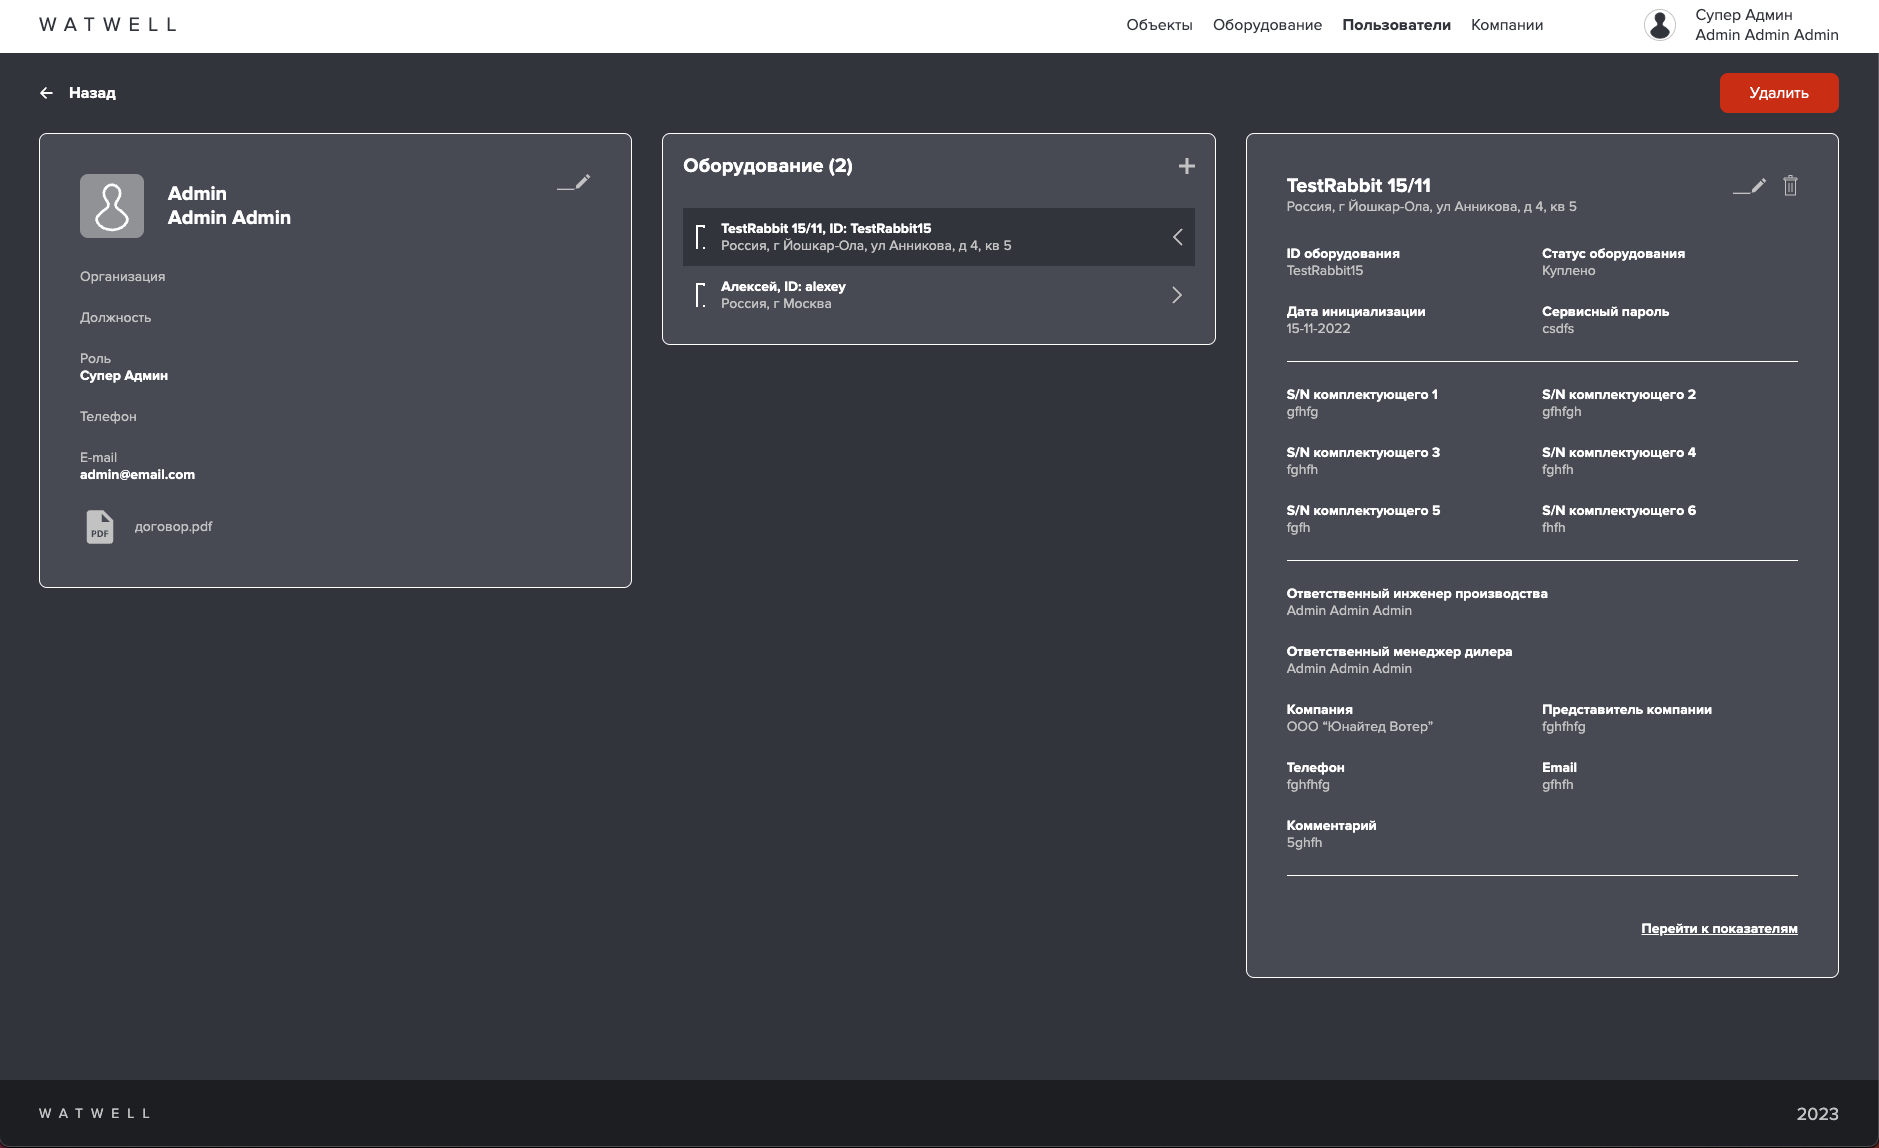 WATWELL
Объекты Оборудование Пользователи Компании
Супер Админ
Admin Admin Admin
Назад
Удалить
Admin
Admin Admin
Организация
Должность
Роль
Супер Админ
Телефон
E-mail
admin@email.com
PDF договор.pdf
Оборудование (2)
TestRabbit 15/11, ID: TestRabbit15
Россия, г Йошкар-Ола, ул Анникова, д 4, кв 5
Алексей, ID: alexey
Россия, г Москва
TestRabbit 15/11
Россия, г Йошкар-Ола, ул Анникова, д 4, кв 5
ID оборудования
TestRabbit15
Статус оборудования
Куплено
Дата инициализации
15-11-2022
Сервисный пароль
csdfs
S/N комплектующего 1
gfhfg
S/N комплектующего 2
gfhfgh
S/N комплектующего 3
fghfh
S/N комплектующего 4
fghfh
S/N комплектующего 5
fgfh
S/N комплектующего 6
fhfh
Ответственный инженер производства
Admin Admin Admin
Ответственный менеджер дилера
Admin Admin Admin
Компания
ООО “Юнайтед Вотер”
Представитель компании
fghfhfg
Телефон
fghfhfg
Email
gfhfh
Комментарий
5ghfh
Перейти к показателям
WATWELL
2023